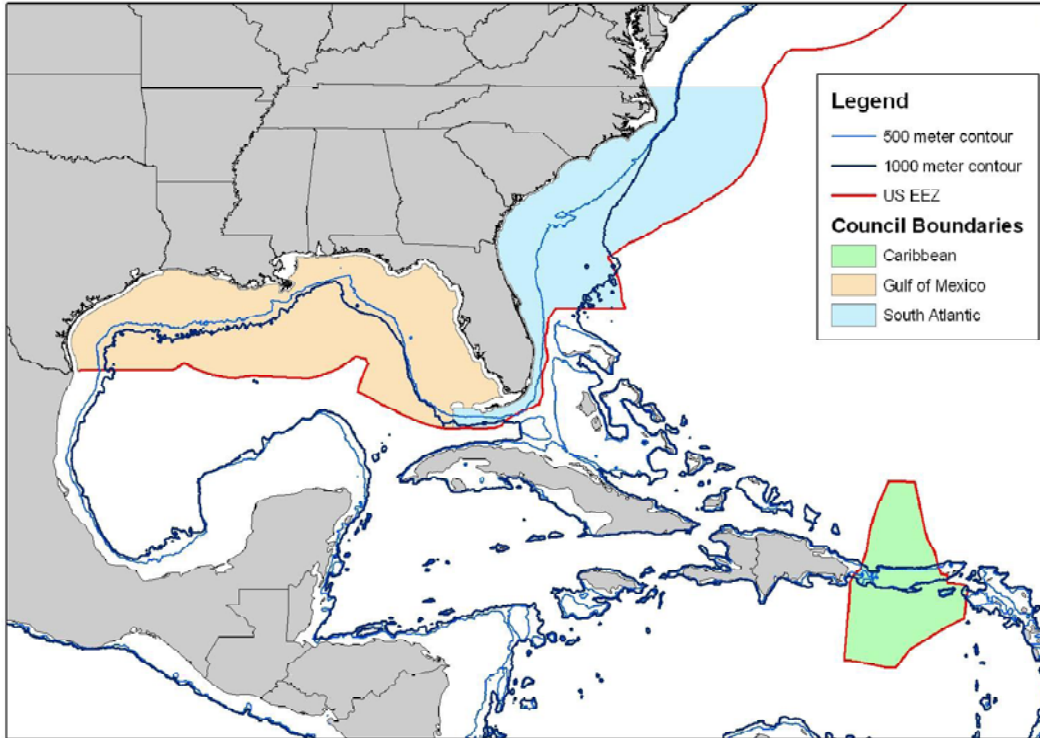 Legend
500 meter contour
1000 meter contour
US EEZ
Council Boundaries
Caribbean
Gulf of Mexico
South Atlantic